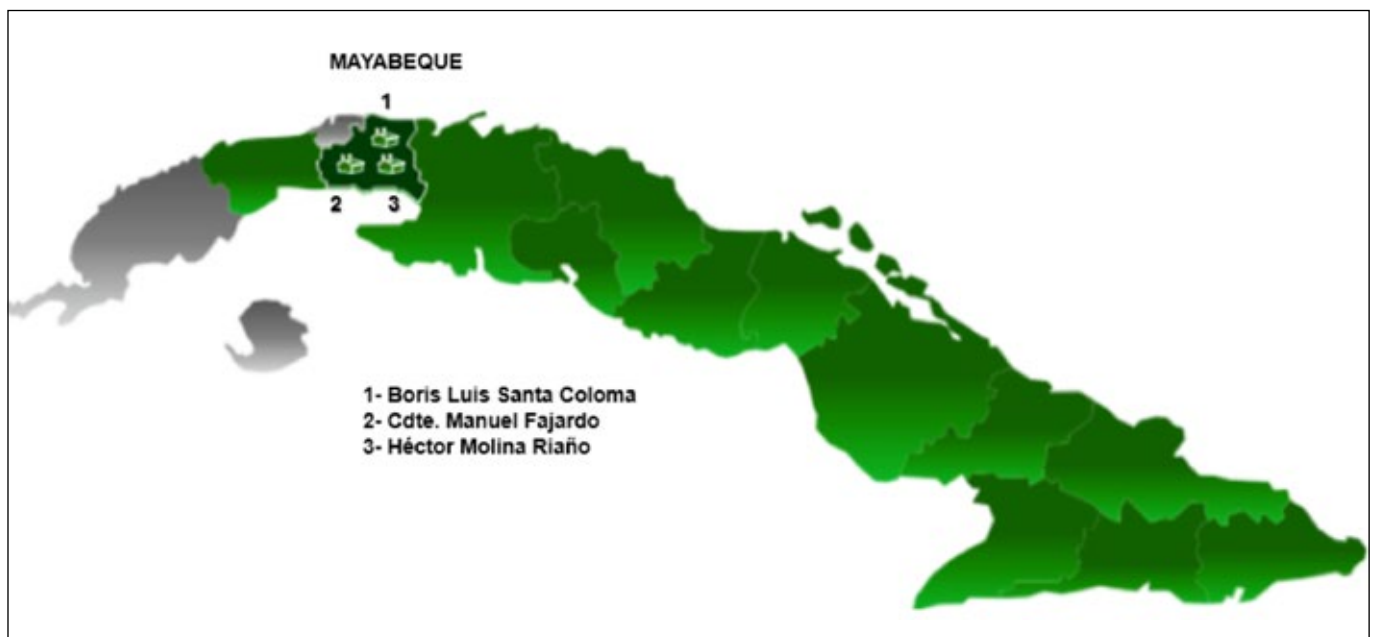 MAYABEQUE
1
2
3
1- Boris Luis Santa Coloma
2- Cdte. Manuel Fajardo
3- Héctor Molina Riaño